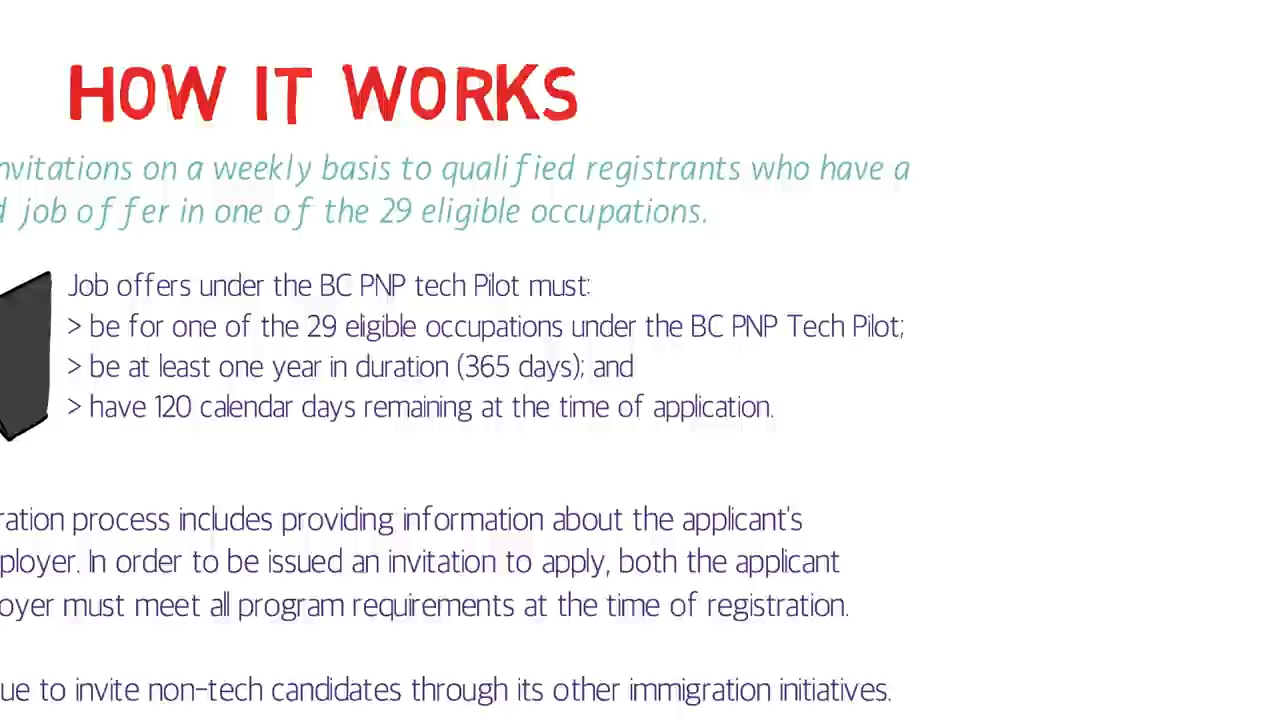 HOW IT WORKS
nvitations on a weekly basis to qualified registrants who have a
d job offer in one of the 29 eligible occupations.
Job offers under the BC PNP tech Pilot must:
> be for one of the 29 eligible occupations under the BC PNP Tech Pilot;
> be at least one year in duration (365 days); and
> have 120 calendar days remaining at the time of application.
ration process includes providing information about the applicant's
ployer. In order to be issued an invitation to apply, both the applicant
oyer must meet all program requirements at the time of registration.
ue to invite non-tech candidates through its other immigration initiatives.